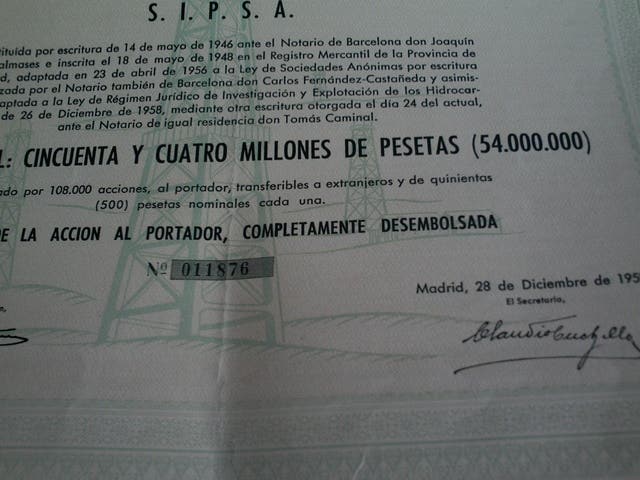 S. I. P. S. A.
tituída por escritura de 14 de mayo de 1946 ante el Notario de Barcelona don Joaquín
almases e inscrita el 18 de mayo de 1948 en el Registro Mercantil de la Provincia de
d, adaptada en 23 de abril de 1956 a la Ley de Sociedades Anónimas por escritura
zada por el Notario también de Barcelona don Carlos Fernández-Castañeda y asimis-
aptada a la Ley de Régimen Jurídico de Investigación y Explotación de los Hidrocar-
de 26 de Diciembre de 1958, mediante otra escritura otorgada el día 24 del actual,
ante el Notario de igual residencia don Tomás Caminal.
L: CINCUENTA Y CUATRO MILLONES DE PESETAS (54.000.000)
ado por 108.000 acciones, al portador, transferibles a extranjeros y de quinientas
(500) pesetas nominales cada una.
DE LA ACCION AL PORTADOR, COMPLETAMENTE DESEMBOLSADA
Nº 011876
Madrid, 28 de Diciembre de 195
El Secretario,